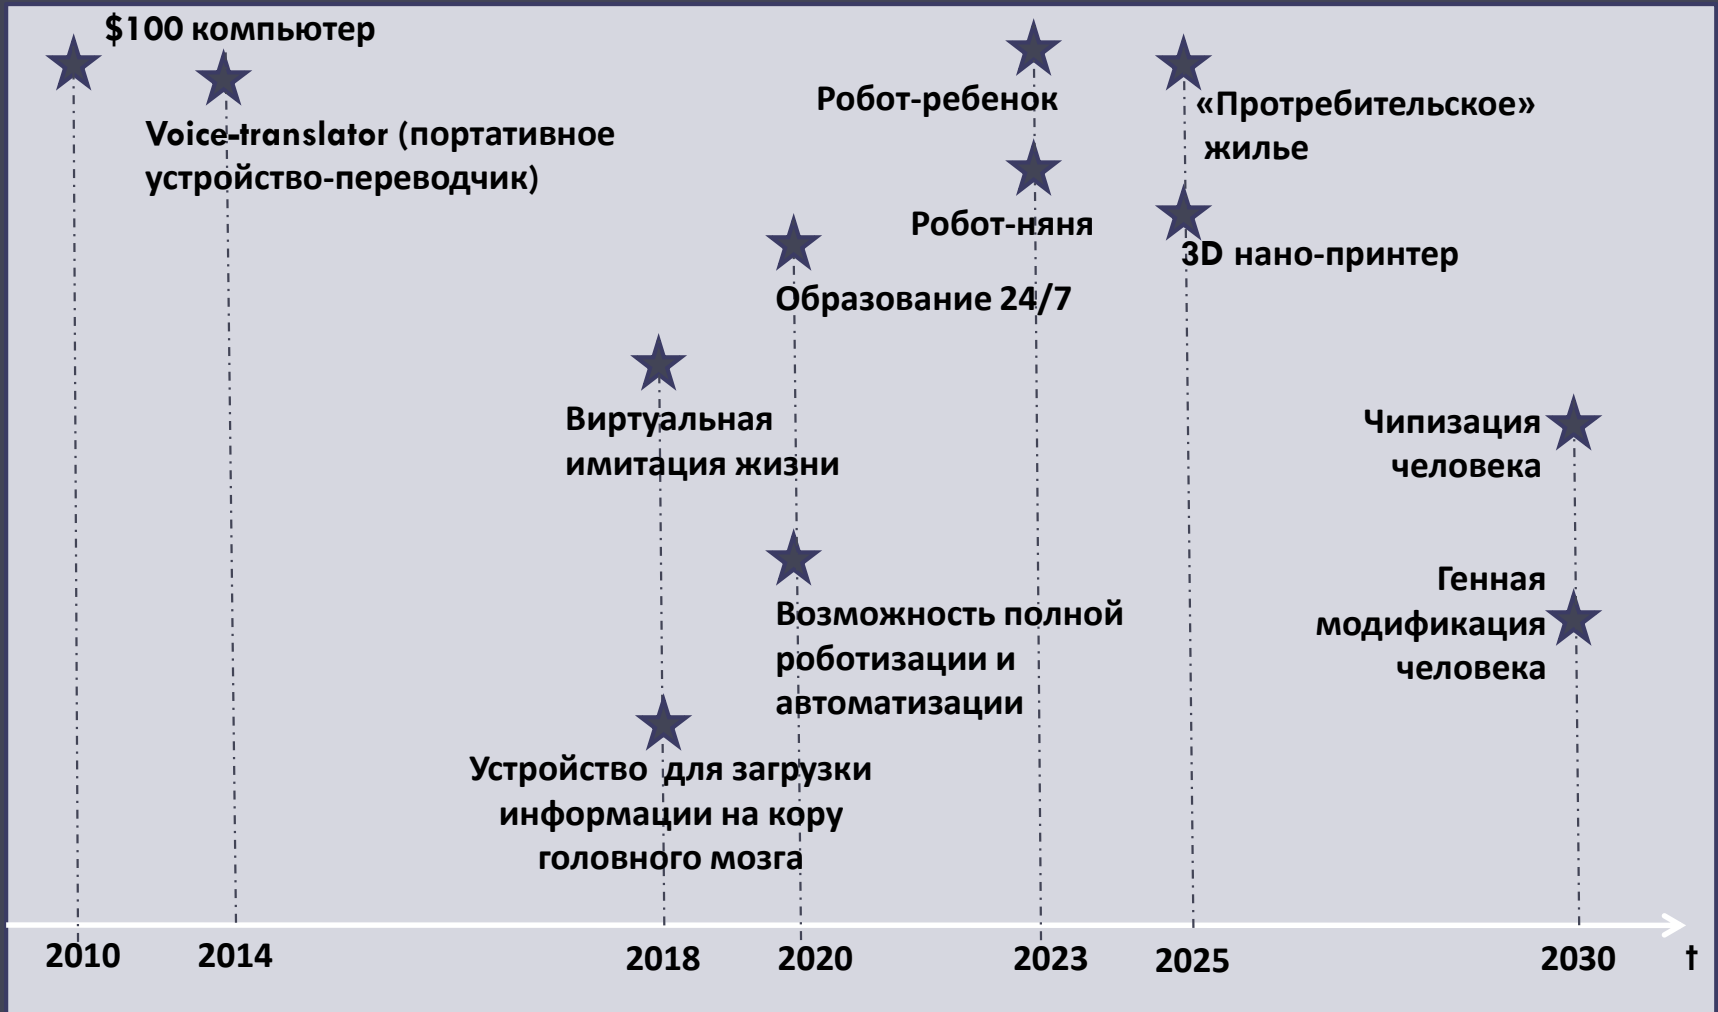 $100 компьютер
Voice-translator (портативное
устройство-переводчик)
Робот-ребенок
«Протребительское»
жилье
Робот-няня
3D нано-принтер
Образование 24/7
Виртуальная
имитация жизни
Чипизация
человека
Возможность полной
роботизации и
автоматизации
Генная
модификация
человека
Устройство для загрузки
информации на кору
головного мозга
2010
2014
2018
2020
2023
2025
2030
t